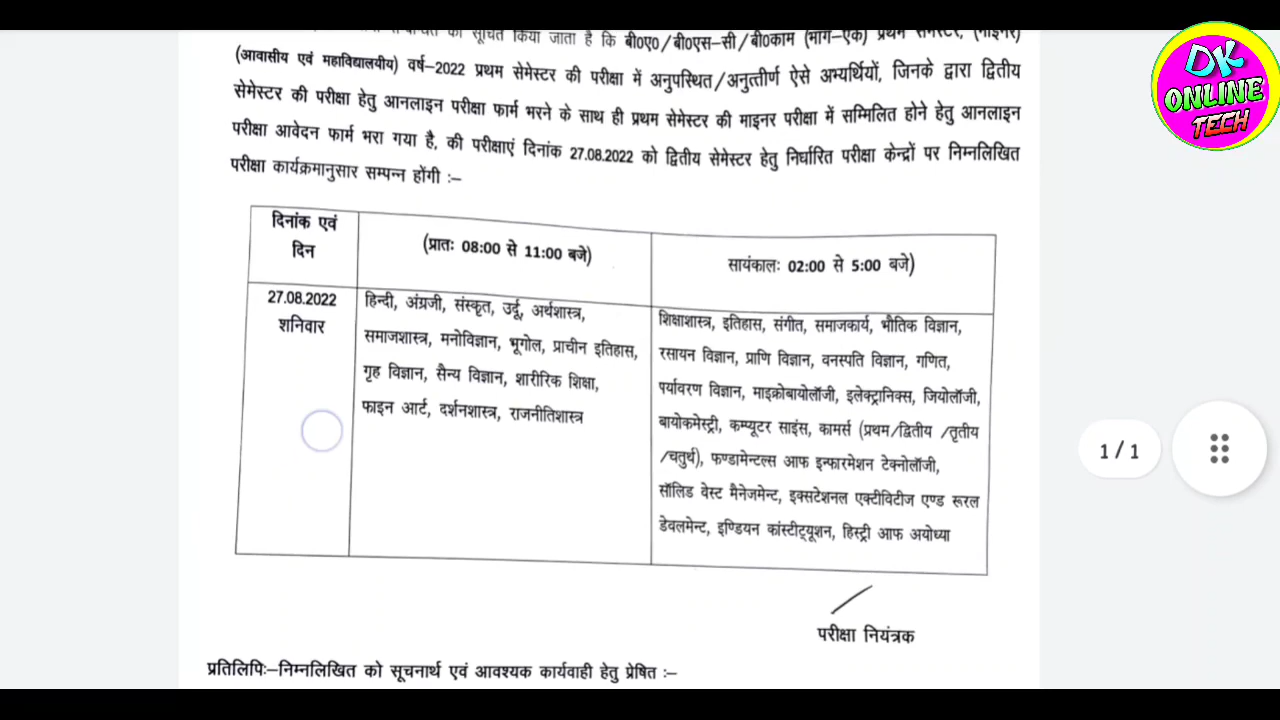 को सूचित किया जाता है कि बी०ए०/बी०एस-सी/बी०काम (भाग-एक) प्रथम सेमेस्टर, (माइनर)
(आवासीय एवं महाविद्यालयीय) वर्ष-2022 प्रथम सेमेस्टर की परीक्षा में अनुपस्थित/अनुत्तीर्ण ऐसे अभ्यर्थियों, जिनके द्वारा द्वितीय
सेमेस्टर की परीक्षा हेतु आनलाइन परीक्षा फार्म भरने के साथ ही प्रथम सेमेस्टर की माइनर परीक्षा में सम्मिलित होने हेतु आनलाइन
परीक्षा आवेदन फार्म भरा गया है, की परीक्षाएं दिनांक 27.08.2022 को द्वितीय सेमेस्टर हेतु निर्धारित परीक्षा केन्द्रों पर निम्नलिखित
परीक्षा कार्यक्रमानुसार सम्पन्न होंगी :-
दिनांक एवं
दिन
(प्रातः 08:00 से 11:00 बजे)
सायंकालः 02:00 से 5:00 बजे)
27.08.2022
शनिवार
हिन्दी, अंग्रजी, संस्कृत, उर्दू, अर्थशास्त्र,
समाजशास्त्र, मनोविज्ञान, भूगोल, प्राचीन इतिहास,
गृह विज्ञान, सैन्य विज्ञान, शारीरिक शिक्षा,
फाइन आर्ट, दर्शनशास्त्र, राजनीतिशास्त्र
शिक्षाशास्त्र, इतिहास, संगीत, समाजकार्य, भौतिक विज्ञान,
रसायन विज्ञान, प्राणि विज्ञान, वनस्पति विज्ञान, गणित,
पर्यावरण विज्ञान, माइक्रोबायोलॉजी, इलेक्ट्रानिक्स, जियोलॉजी,
बायोकमेस्ट्री, कम्प्यूटर साइंस, कामर्स (प्रथम/द्वितीय /तृतीय
/चतुर्थ), फण्डामेन्टल्स आफ इन्फारमेशन टेक्नोलॉजी,
सॉलिड वेस्ट मैनेजमेन्ट, इक्सटेशनल एक्टीविटीज एण्ड रूरल
डेवलमेन्ट, इण्डियन कांस्टीट्यूशन, हिस्ट्री आफ अयोध्या
परीक्षा नियंत्रक
प्रतिलिपिः-निम्नलिखित को सूचनार्थ एवं आवश्यक कार्यवाही हेतु प्रेषित :-
1 / 1
DK
ONLINE
TECH